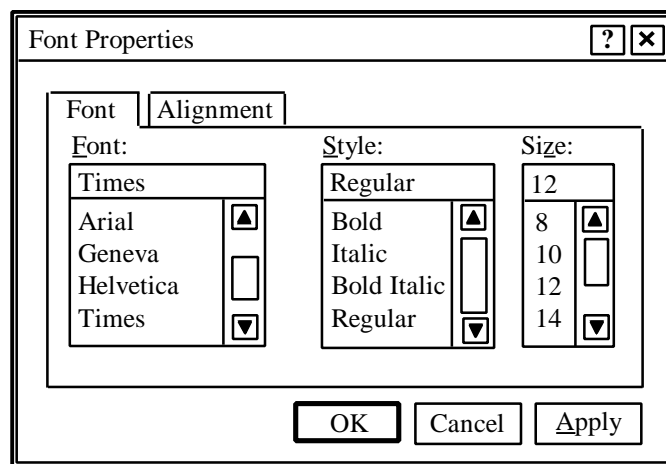 Font Properties ? ×
Font Alignment
Font: Style: Size:
Times Regular 12
Arial Bold 8
Geneva Italic 10
Helvetica Bold Italic 12
Times Regular 14
OK Cancel Apply